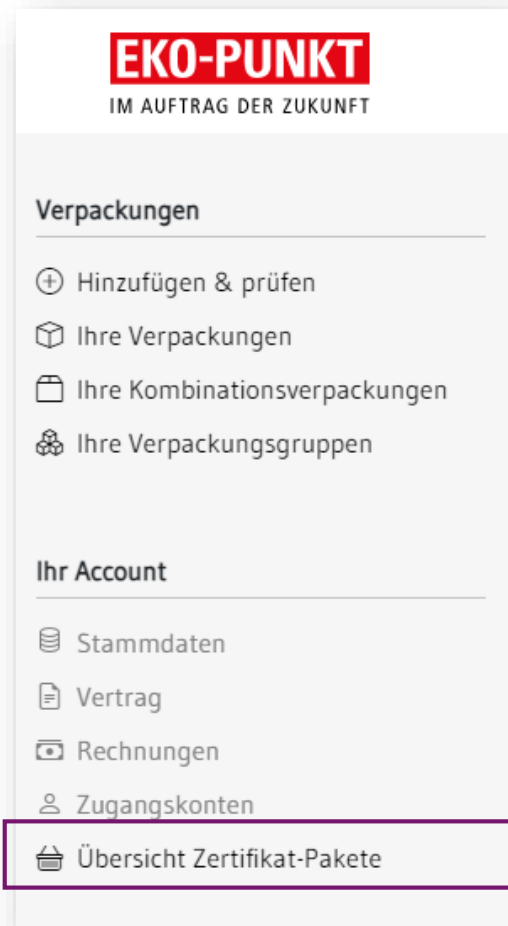 EKO-PUNKT
IM AUFTRAG DER ZUKUNFT
Verpackungen
Hinzufügen & prüfen
Ihre Verpackungen
Ihre Kombinationsverpackungen
Ihre Verpackungsgruppen
Ihr Account
Stammdaten
Vertrag
Rechnungen
Zugangskonten
Übersicht Zertifikat-Pakete